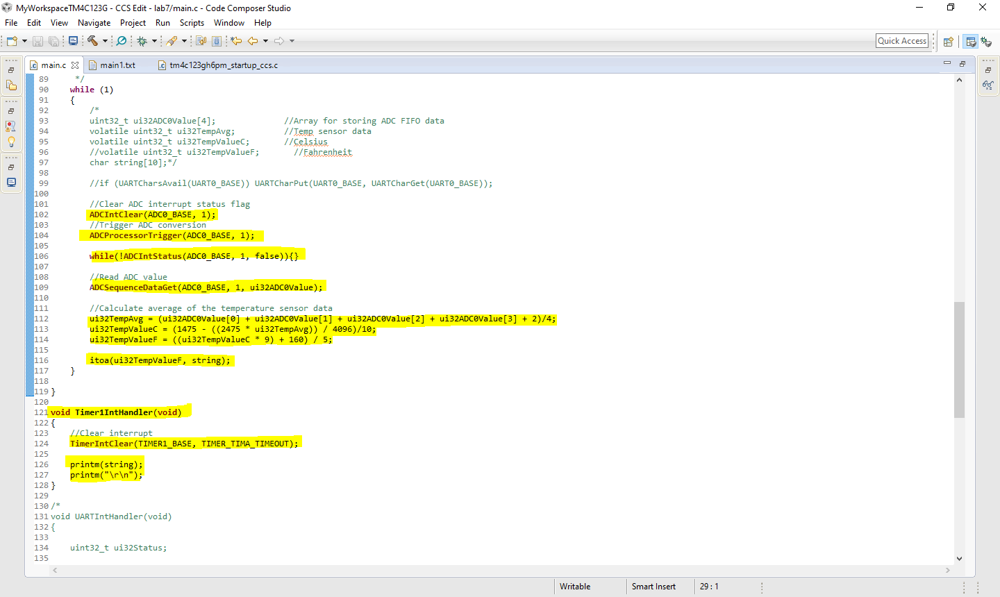 MyWorkspaceTM4C123G - CCS Edit - lab7/main.c - Code Composer Studio
File Edit View Navigate Project Run Scripts Window Help
Quick Access
main.c main1.txt tm4c123gh6pm_startup_ccs.c
89 */
90 while (1)
91 {
92 /*
93 uint32_t ui32ADC0Value[4]; //Array for storing ADC FIFO data
94 volatile uint32_t ui32TempAvg; //Temp sensor data
95 volatile uint32_t ui32TempValueC; //Celsius
96 //volatile uint32_t ui32TempValueF; //Fahrenheit
97 char string[10];*/
98
99 //if (UARTCharsAvail(UART0_BASE)) UARTCharPut(UART0_BASE, UARTCharGet(UART0_BASE));
100
101 //Clear ADC interrupt status flag
102 ADCIntClear(ADC0_BASE, 1);
103 //Trigger ADC conversion
104 ADCProcessorTrigger(ADC0_BASE, 1);
105
106 while(!ADCIntStatus(ADC0_BASE, 1, false)){}
107
108 //Read ADC value
109 ADCSequenceDataGet(ADC0_BASE, 1, ui32ADC0Value);
110
111 //Calculate average of the temperature sensor data
112 ui32TempAvg = (ui32ADC0Value[0] + ui32ADC0Value[1] + ui32ADC0Value[2] + ui32ADC0Value[3] + 2)/4;
113 ui32TempValueC = (1475 - ((2475 * ui32TempAvg)) / 4096)/10;
114 ui32TempValueF = ((ui32TempValueC * 9) + 160) / 5;
115
116 itoa(ui32TempValueF, string);
117 }
118
119 }
120
121 void Timer1IntHandler(void)
122 {
123 //Clear interrupt
124 TimerIntClear(TIMER1_BASE, TIMER_TIMA_TIMEOUT);
125
126 printm(string);
127 printm("\r\n");
128 }
129
130 /*
131 void UARTIntHandler(void)
132 {
133
134 uint32_t ui32Status;
135
Writable Smart Insert 29 : 1